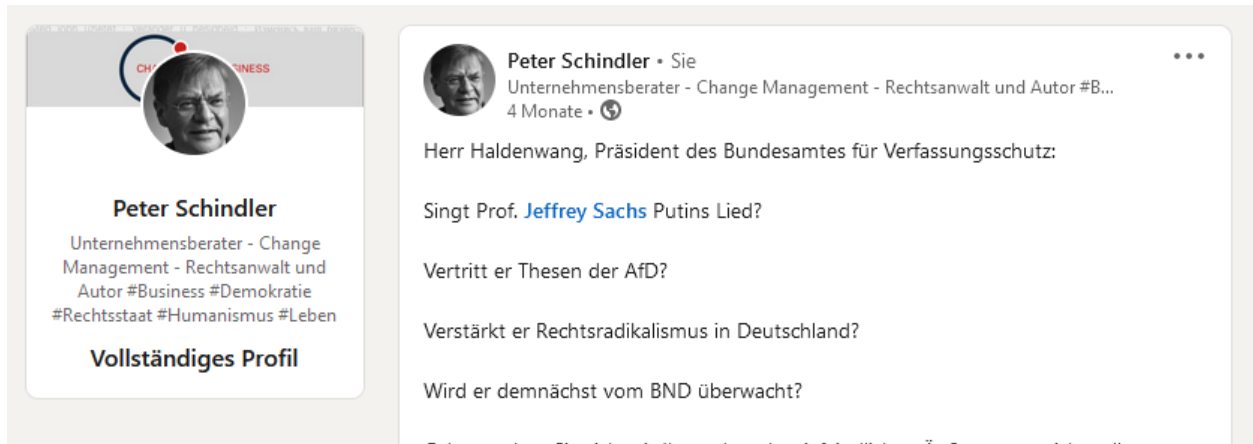 CHA INESS
Peter Schindler
Unternehmensberater - Change
Management - Rechtsanwalt und
Autor #Business #Demokratie
#Rechtsstaat #Humanismus #Leben
Vollständiges Profil
Peter Schindler • Sie
Unternehmensberater - Change Management - Rechtsanwalt und Autor #B...
4 Monate •
Herr Haldenwang, Präsident des Bundesamtes für Verfassungsschutz:
Singt Prof. Jeffrey Sachs Putins Lied?
Vertritt er Thesen der AfD?
Verstärkt er Rechtsradikalismus in Deutschland?
Wird er demnächst vom BND überwacht?